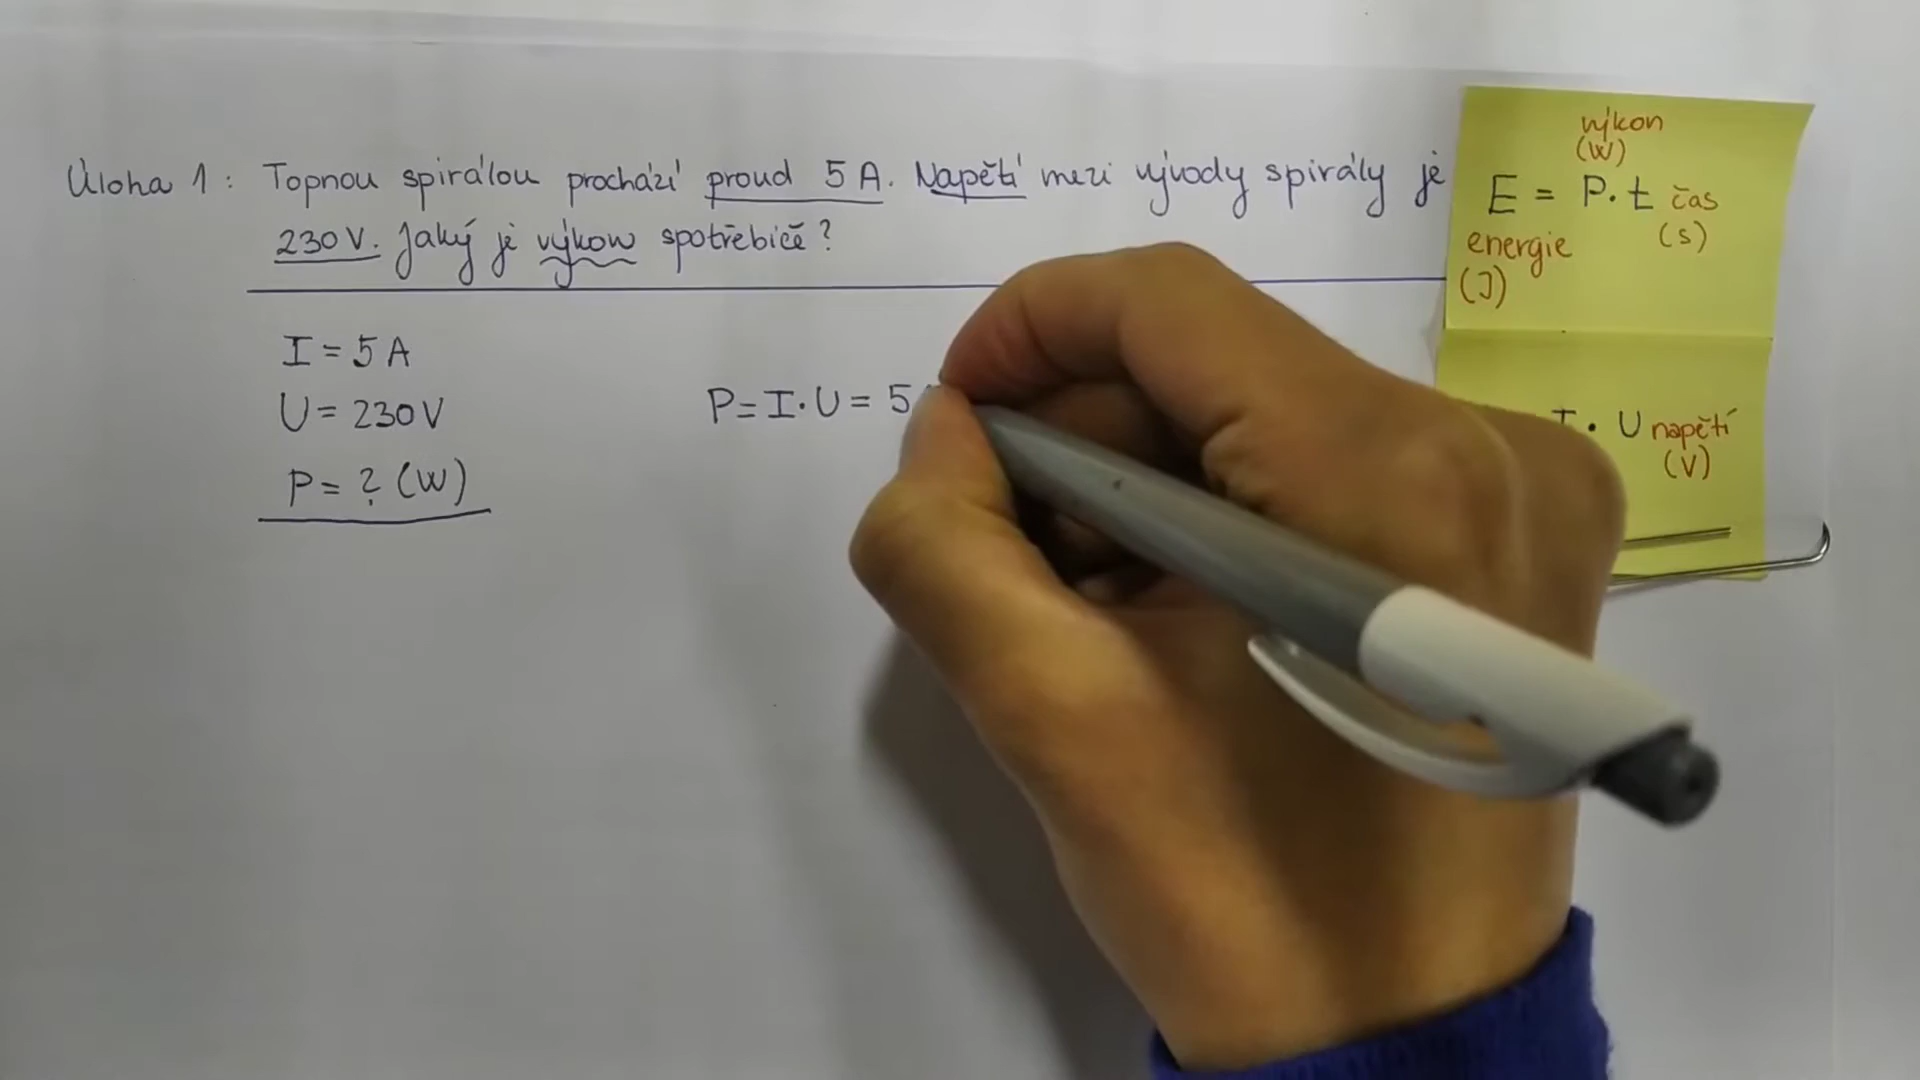 Úloha 1: Topnou spirálou prochází proud 5 A. Napětí mezi vývody spirály je
230 V. Jaký je výkon spotřebiče?
I = 5 A
U = 230 V
P = ? (W)
P = I · U = 5
výkon
(W)
E = P · t čas
(s)
energie
(J)
· U napětí
(V)